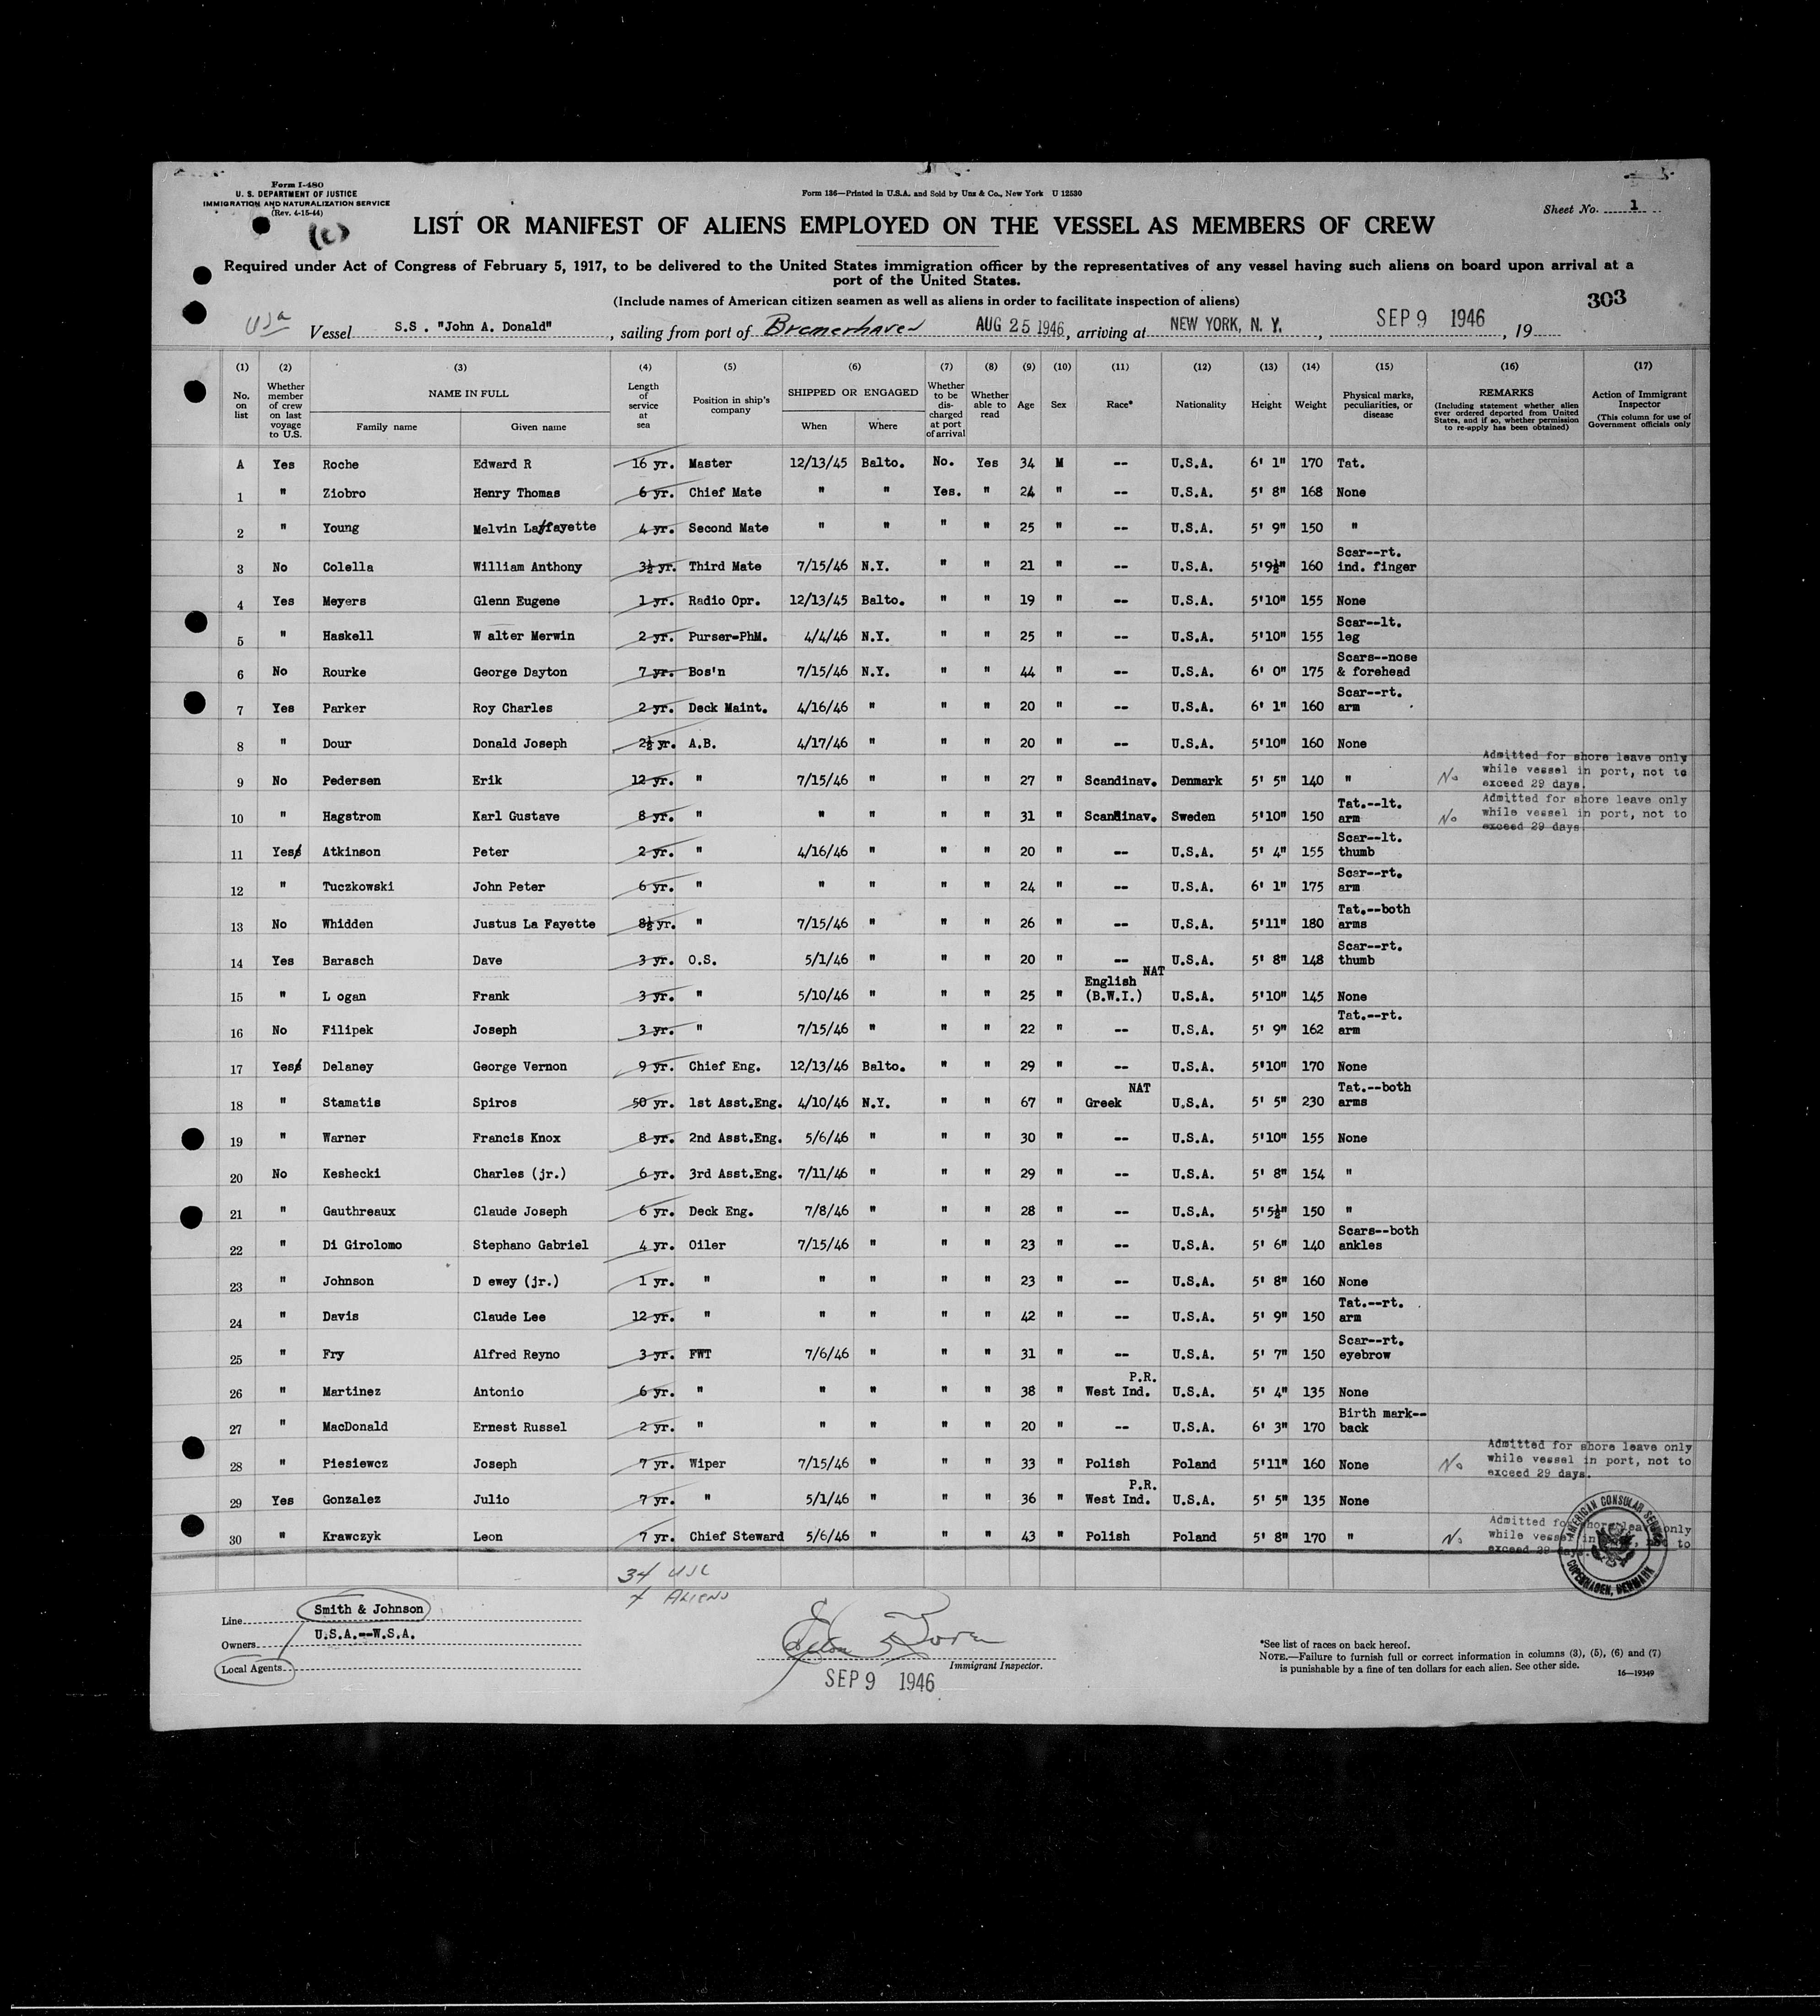 Form I-480
U. S. DEPARTMENT OF JUSTICE
IMMIGRATION AND NATURALIZATION SERVICE
(Rev. 4-15-44)
(c)
Form 136—Printed in U.S.A. and Sold by Unz & Co., New York U 12530
Sheet No. 1
LIST OR MANIFEST OF ALIENS EMPLOYED ON THE VESSEL AS MEMBERS OF CREW
Required under Act of Congress of February 5, 1917, to be delivered to the United States immigration officer by the representatives of any vessel having such aliens on board upon arrival at a
port of the United States.
(Include names of American citizen seamen as well as aliens in order to facilitate inspection of aliens)
303
USA Vessel S.S. "John A. Donald", sailing from port of Bremerhaven AUG 25 1946, arriving at NEW YORK, N. Y., SEP 9 1946, 19
(1) No. on list (2) Whether member of crew on last voyage to U.S. (3) NAME IN FULL Family name Given name (4) Length of service at sea (5) Position in ship's company (6) SHIPPED OR ENGAGED When Where (7) Whether to be discharged at port of arrival (8) Whether able to read (9) Age (10) Sex (11) Race* (12) Nationality (13) Height (14) Weight (15) Physical marks, peculiarities, or disease (16) REMARKS (Including statement whether alien ever ordered deported from United States, and if so, whether permission to re-apply has been obtained) (17) Action of Immigrant Inspector (This column for use of Government officials only
A Yes Roche Edward R 16 yr. Master 12/13/45 Balto. No. Yes 34 M -- U.S.A. 6' 1" 170 Tat.
1 " Ziobro Henry Thomas 6 yr. Chief Mate " " Yes. " 24 " -- U.S.A. 5' 8" 168 None
2 " Young Melvin Laffayette 4 yr. Second Mate " " " " 25 " -- U.S.A. 5' 9" 150 "
3 No Colella William Anthony 3½ yr. Third Mate 7/15/46 N.Y. " " 21 " -- U.S.A. 5'9½" 160 Scar--rt. ind. finger
4 Yes Meyers Glenn Eugene 1 yr. Radio Opr. 12/13/45 Balto. " " 19 " -- U.S.A. 5'10" 155 None
5 " Haskell W alter Merwin 2 yr. Purser-PhM. 4/4/46 N.Y. " " 25 " -- U.S.A. 5'10" 155 Scar--lt. leg
6 No Rourke George Dayton 7 yr. Bos'n 7/15/46 N.Y. " " 44 " -- U.S.A. 6' 0" 175 Scars--nose & forehead
7 Yes Parker Roy Charles 2 yr. Deck Maint. 4/16/46 " " " 20 " -- U.S.A. 6' 1" 160 Scar--rt. arm
8 " Dour Donald Joseph 2½ yr. A.B. 4/17/46 " " " 20 " -- U.S.A. 5'10" 160 None
9 No Pedersen Erik 12 yr. " 7/15/46 " " " 27 " Scandinav. Denmark 5' 5" 140 " No Admitted for shore leave only while vessel in port, not to exceed 29 days.
10 " Hagstrom Karl Gustave 8 yr. " " " " " 31 " Scandinav. Sweden 5'10" 150 Tat.--lt. arm No Admitted for shore leave only while vessel in port, not to exceed 29 days
11 Yes Atkinson Peter 2 yr. " 4/16/46 " " " 20 " -- U.S.A. 5' 4" 155 Scar--lt. thumb
12 " Tuczkowski John Peter 6 yr. " " " " " 24 " -- U.S.A. 6' 1" 175 Scar--rt. arm
13 No Whidden Justus La Fayette 8½ yr. " 7/15/46 " " " 26 " -- U.S.A. 5'11" 180 Tat.--both arms
14 Yes Barasch Dave 3 yr. O.S. 5/1/46 " " " 20 " -- U.S.A. 5' 8" 148 Scar--rt. thumb
15 " L ogan Frank 3 yr. " 5/10/46 " " " 25 " English (B.W.I.) NAT U.S.A. 5'10" 145 None
16 No Filipek Joseph 3 yr. " 7/15/46 " " " 22 " -- U.S.A. 5' 9" 162 Tat.--rt. arm
17 Yes Delaney George Vernon 9 yr. Chief Eng. 12/13/46 Balto. " " 29 " -- U.S.A. 5'10" 170 None
18 " Stamatis Spiros 50 yr. 1st Asst.Eng. 4/10/46 N.Y. " " 67 " Greek NAT U.S.A. 5' 5" 230 Tat.--both arms
19 " Warner Francis Knox 8 yr. 2nd Asst.Eng. 5/6/46 " " " 30 " -- U.S.A. 5'10" 155 None
20 No Keshecki Charles (jr.) 6 yr. 3rd Asst.Eng. 7/11/46 " " " 29 " -- U.S.A. 5' 8" 154 "
21 " Gauthreaux Claude Joseph 6 yr. Deck Eng. 7/8/46 " " " 28 " -- U.S.A. 5'5½" 150 "
22 " Di Girolomo Stephano Gabriel 4 yr. Oiler 7/15/46 " " " 23 " -- U.S.A. 5' 6" 140 Scars--both ankles
23 " Johnson D ewey (jr.) 1 yr. " " " " " 23 " -- U.S.A. 5' 8" 160 None
24 " Davis Claude Lee 12 yr. " " " " " 42 " -- U.S.A. 5' 9" 150 Tat.--rt. arm
25 " Fry Alfred Reyno 3 yr. FWT 7/6/46 " " " 31 " -- U.S.A. 5' 7" 150 Scar--rt. eyebrow
26 " Martinez Antonio 6 yr. " " " " " 38 " P.R. West Ind. U.S.A. 5' 4" 135 None
27 " MacDonald Ernest Russel 2 yr. " " " " " 20 " -- U.S.A. 6' 3" 170 Birth mark-- back
28 " Piesiewcz Joseph 7 yr. Wiper 7/15/46 " " " 33 " Polish Poland 5'11" 160 None No Admitted for shore leave only while vessel in port, not to exceed 29 days.
29 Yes Gonzalez Julio 7 yr. " 5/1/46 " " " 36 " P.R. West Ind. U.S.A. 5' 5" 135 None
30 " Krawczyk Leon 7 yr. Chief Steward 5/6/46 " " " 43 " Polish Poland 5' 8" 170 " No Admitted for shore leave only while vessel in port, not to exceed 29 days.
AMERICAN CONSULAR SERVICE COPENHAGEN, DENMARK
34 USC
4 ALIENS
Line Smith & Johnson
Owners U.S.A.--W.S.A.
Local Agents
Immigrant Inspector.
SEP 9 1946
*See list of races on back hereof.
NOTE.—Failure to furnish full or correct information in columns (3), (5), (6) and (7)
is punishable by a fine of ten dollars for each alien. See other side.
16—19349